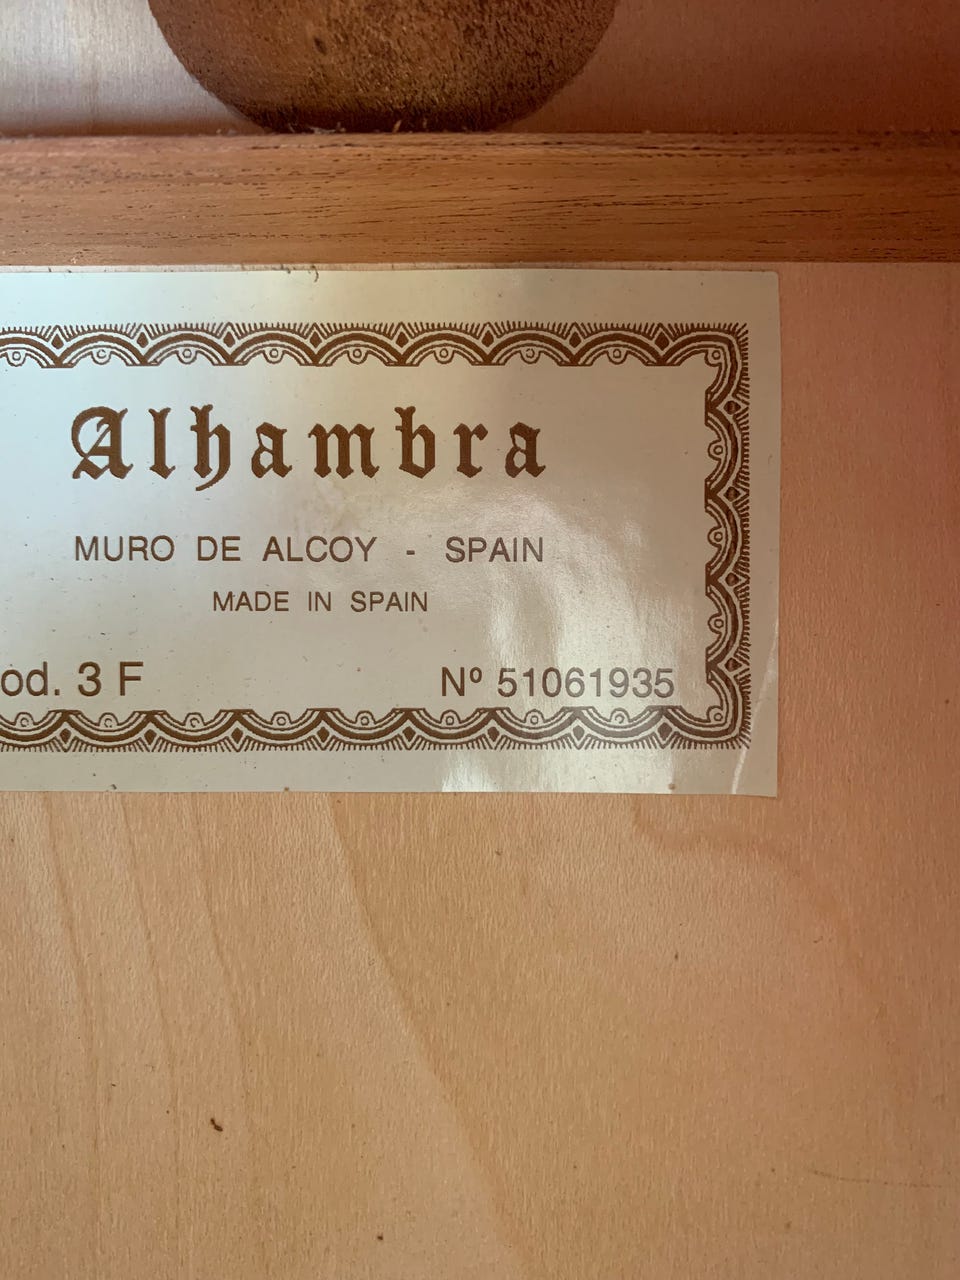 Alhambra
MURO DE ALCOY - SPAIN
MADE IN SPAIN
od. 3 F Nº 51061935